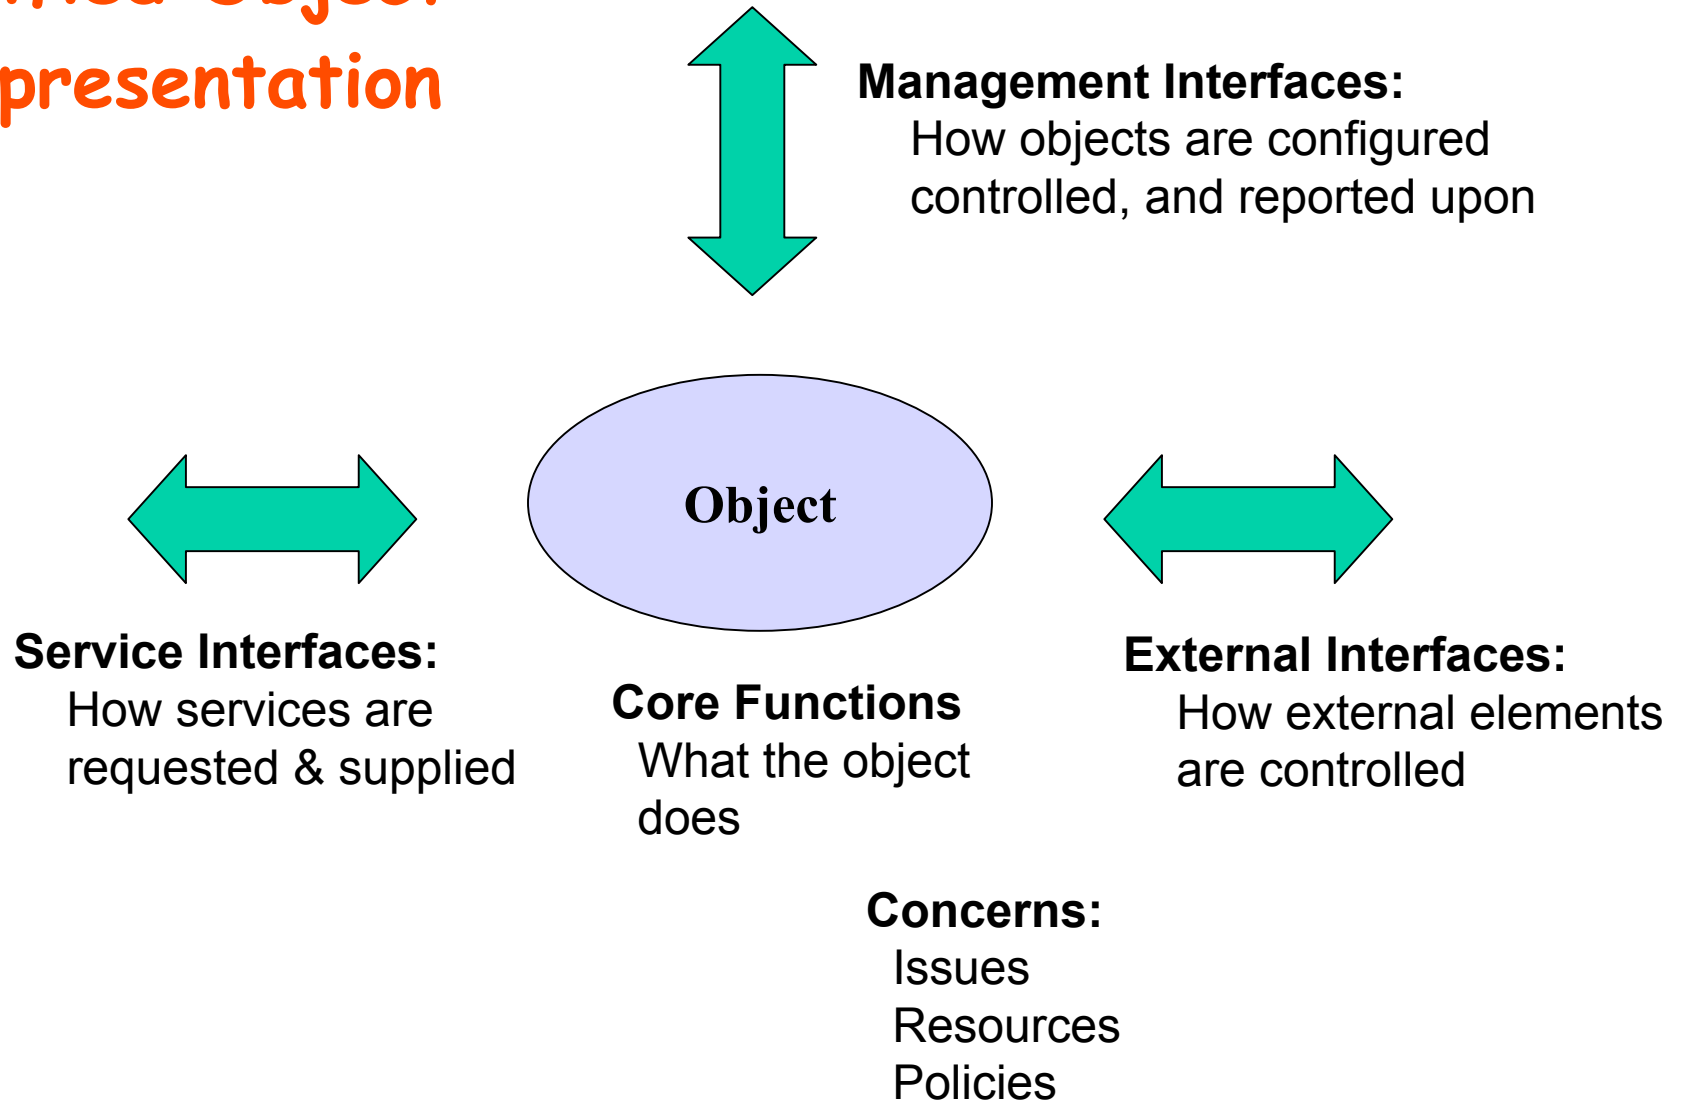 Object
presentation
Management Interfaces:
How objects are configured
controlled, and reported upon
Object
Service Interfaces:
How services are
requested & supplied
Core Functions
What the object
does
External Interfaces:
How external elements
are controlled
Concerns:
Issues
Resources
Policies